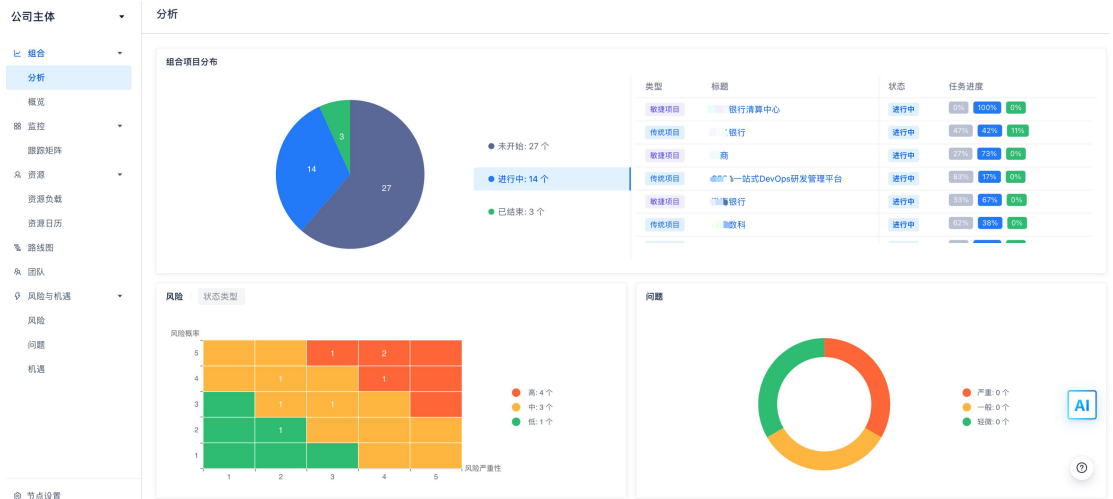 公司主体
分析
组合
分析
概览
监控
跟踪矩阵
资源
资源负载
资源日历
路线图
团队
风险与机遇
风险
问题
机遇
节点设置
组合项目分布
3
14
27
未开始: 27 个
进行中: 14 个
已结束: 3 个
类型 标题 状态 任务进度
敏捷项目 银行清算中心 进行中 0% 100% 0%
传统项目 银行 进行中 47% 42% 11%
敏捷项目 商 进行中 27% 73% 0%
传统项目 一站式DevOps研发管理平台 进行中 83% 17% 0%
敏捷项目 银行 进行中 33% 67% 0%
传统项目 数科 进行中 62% 38% 0%
风险 状态类型
风险概率
5 1 2
4 1 1
3 1 1
2 1
1
风险严重性
1 2 3 4 5
高: 4 个
中: 3 个
低: 1 个
问题
严重: 0 个
一般: 0 个
轻微: 0 个
AI
?